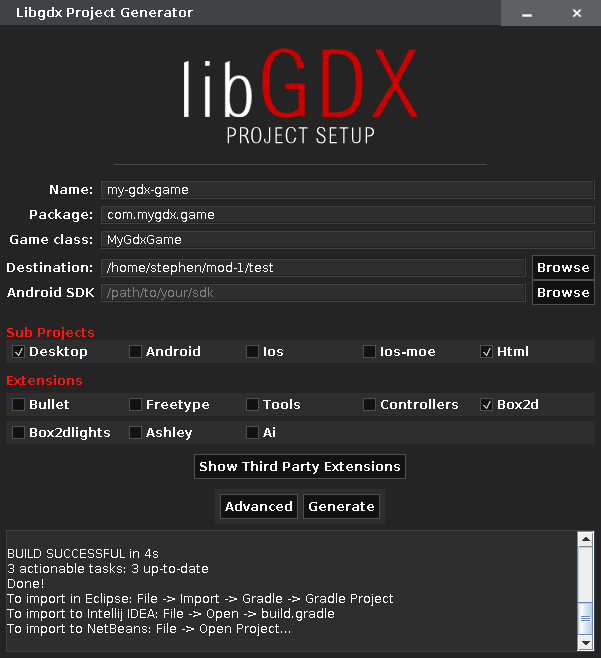 Libgdx Project Generator
libGDX
PROJECT SETUP
Name: my-gdx-game
Package: com.mygdx.game
Game class: MyGdxGame
Destination: /home/stephen/mod-1/test Browse
Android SDK /path/to/your/sdk Browse
Sub Projects
Desktop Android Ios Ios-moe Html
Extensions
Bullet Freetype Tools Controllers Box2d
Box2dlights Ashley Ai
Show Third Party Extensions
Advanced Generate
BUILD SUCCESSFUL in 4s
3 actionable tasks: 3 up-to-date
Done!
To import in Eclipse: File -> Import -> Gradle -> Gradle Project
To import to Intellij IDEA: File -> Open -> build.gradle
To import to NetBeans: File -> Open Project...